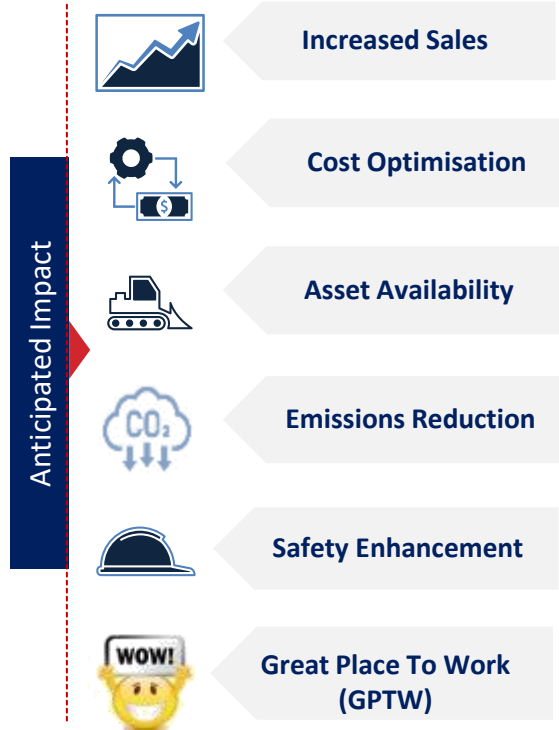 Increased Sales
Cost Optimisation
$
Asset Availability
Anticipated Impact
CO₂
Emissions Reduction
Safety Enhancement
WOW!
Great Place To Work
(GPTW)